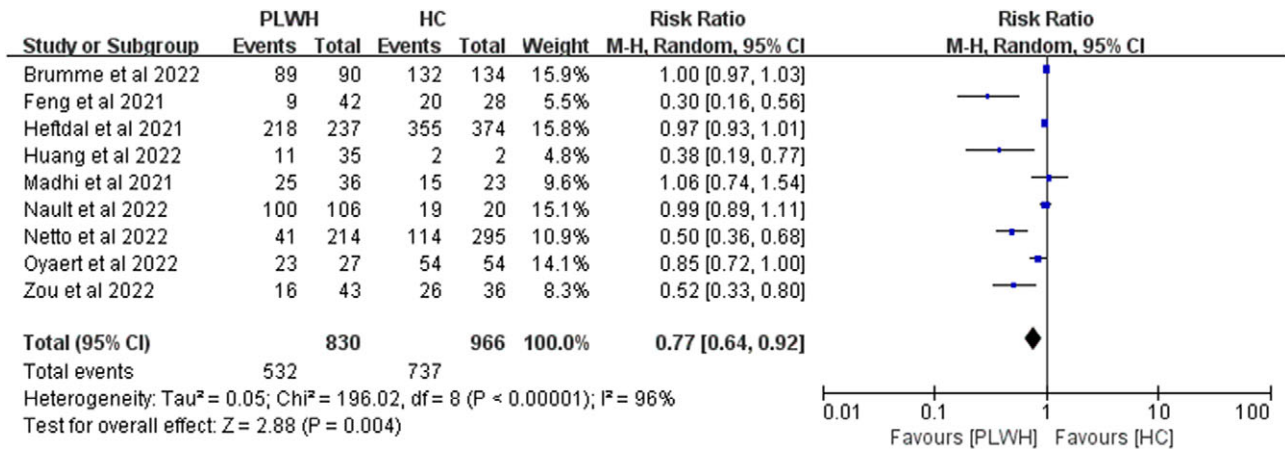 PLWH HC Risk Ratio Risk Ratio
Study or Subgroup Events Total Events Total Weight M-H, Random, 95% CI M-H, Random, 95% CI
Brumme et al 2022 89 90 132 134 15.9% 1.00 [0.97, 1.03]
Feng et al 2021 9 42 20 28 5.5% 0.30 [0.16, 0.56]
Heftdal et al 2021 218 237 355 374 15.8% 0.97 [0.93, 1.01]
Huang et al 2022 11 35 2 2 4.8% 0.38 [0.19, 0.77]
Madhi et al 2021 25 36 15 23 9.6% 1.06 [0.74, 1.54]
Nault et al 2022 100 106 19 20 15.1% 0.99 [0.89, 1.11]
Netto et al 2022 41 214 114 295 10.9% 0.50 [0.36, 0.68]
Oyaert et al 2022 23 27 54 54 14.1% 0.85 [0.72, 1.00]
Zou et al 2022 16 43 26 36 8.3% 0.52 [0.33, 0.80]
Total (95% CI) 830 966 100.0% 0.77 [0.64, 0.92]
Total events 532 737
Heterogeneity: Tau² = 0.05; Chi² = 196.02, df = 8 (P < 0.00001); I² = 96%
Test for overall effect: Z = 2.88 (P = 0.004)
0.01 0.1 1 10 100
Favours [PLWH] Favours [HC]